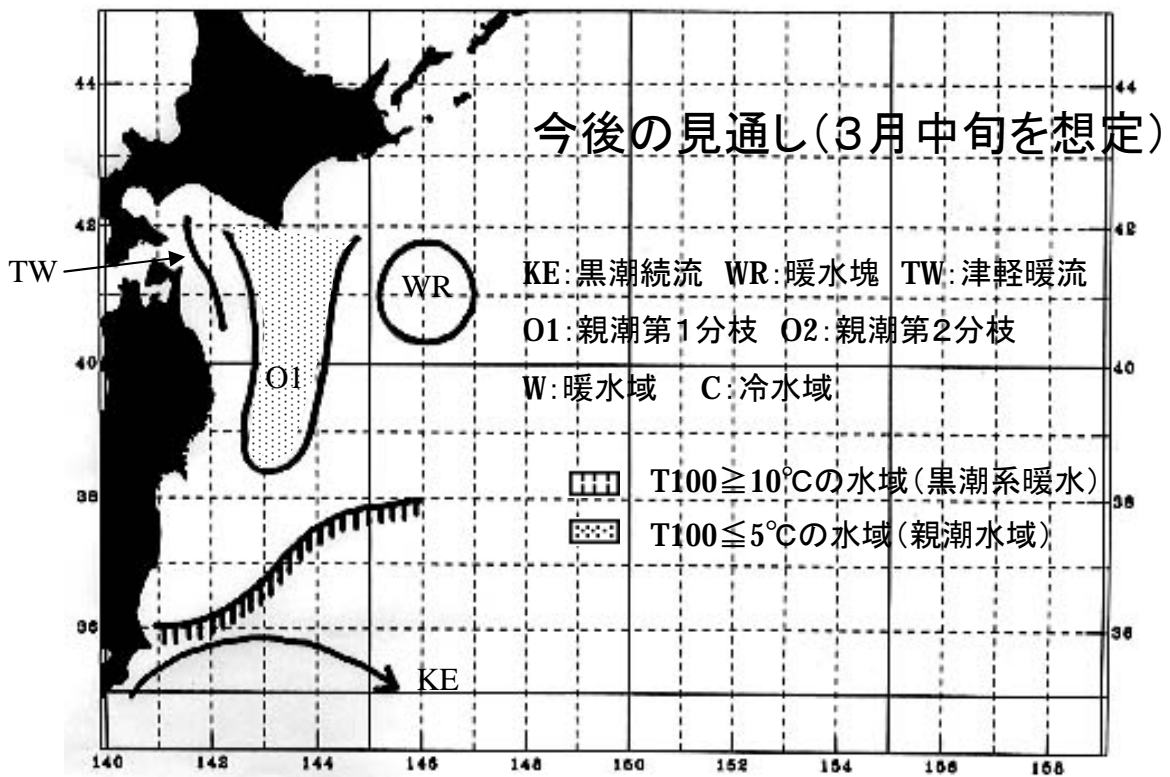 44
44
今後の見通し(3月中旬を想定)
42
42
TW
WR
KE:黒潮続流 WR:暖水塊 TW:津軽暖流
O1:親潮第1分枝 O2:親潮第2分枝
40
40
O1
W:暖水域 C:冷水域
38
38
T100≧10℃の水域(黒潮系暖水)
T100≦5℃の水域(親潮水域)
36
36
KE
140 142 144 146 148 150 152 154 156 158